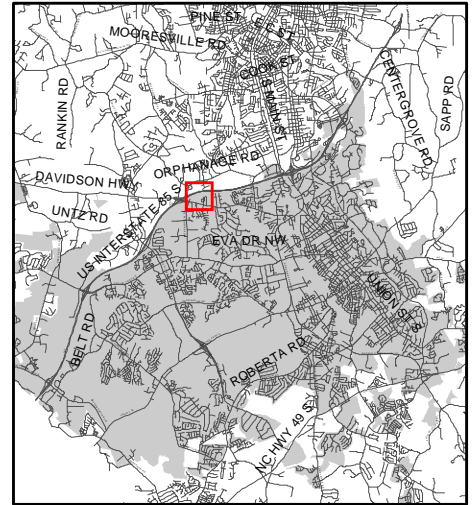 PINE ST
E F ST
MOORESVILLE RD
COOK ST
S MAIN ST
CENTERGROVE RD
SAPP RD
RANKIN RD
ORPHANAGE RD
DAVIDSON HWY
UNTZ RD
US INTERSTATE 85 S
EVA DR NW
UNION ST S
BELT RD
ROBERTA RD
NC HWY 49 S